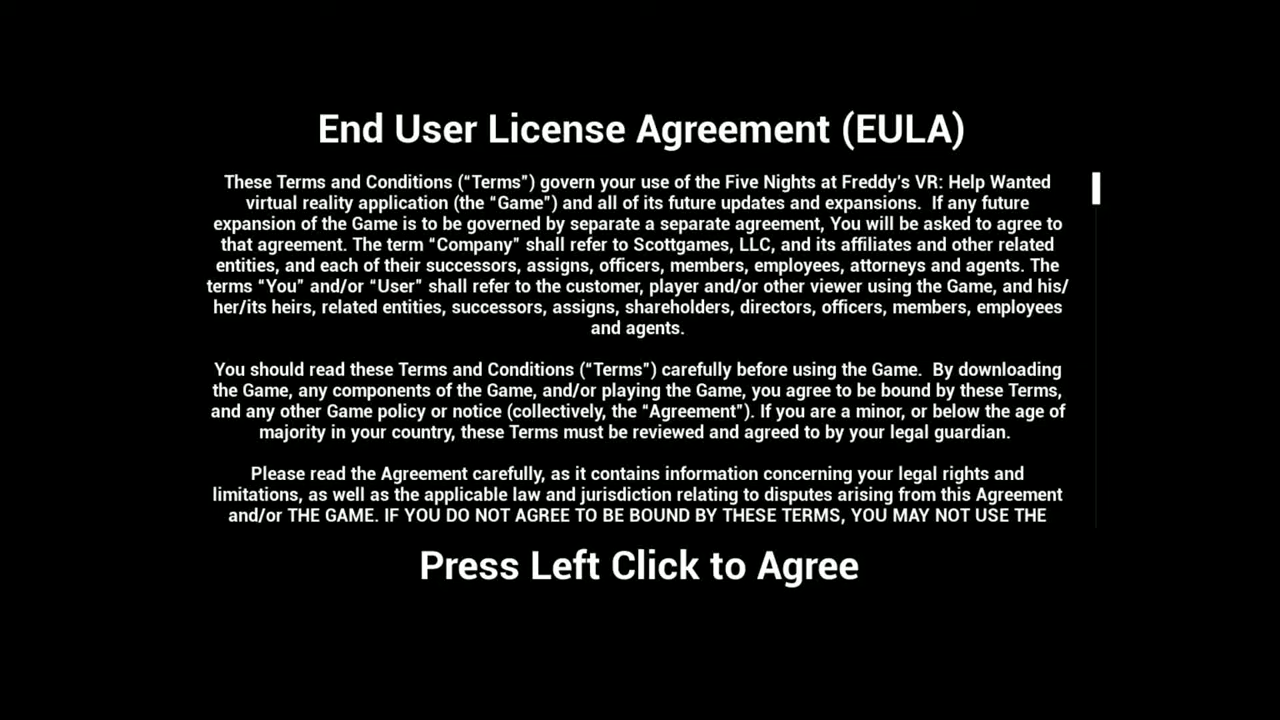 End User License Agreement (EULA)
These Terms and Conditions (“Terms”) govern your use of the Five Nights at Freddy's VR: Help Wanted
virtual reality application (the “Game”) and all of its future updates and expansions.  If any future
expansion of the Game is to be governed by separate a separate agreement, You will be asked to agree to
that agreement. The term “Company” shall refer to Scottgames, LLC, and its affiliates and other related
entities, and each of their successors, assigns, officers, members, employees, attorneys and agents. The
terms “You” and/or “User” shall refer to the customer, player and/or other viewer using the Game, and his/
her/its heirs, related entities, successors, assigns, shareholders, directors, officers, members, employees
and agents.
You should read these Terms and Conditions (“Terms”) carefully before using the Game.  By downloading
the Game, any components of the Game, and/or playing the Game, you agree to be bound by these Terms,
and any other Game policy or notice (collectively, the “Agreement”). If you are a minor, or below the age of
majority in your country, these Terms must be reviewed and agreed to by your legal guardian.
Please read the Agreement carefully, as it contains information concerning your legal rights and
limitations, as well as the applicable law and jurisdiction relating to disputes arising from this Agreement
and/or THE GAME. IF YOU DO NOT AGREE TO BE BOUND BY THESE TERMS, YOU MAY NOT USE THE
Press Left Click to Agree